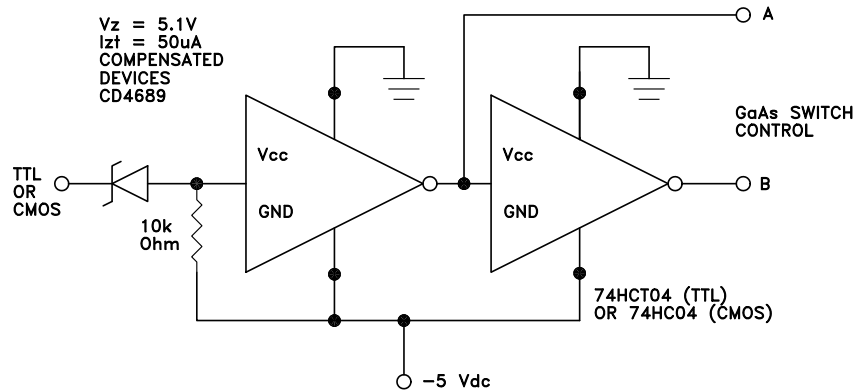 Vz = 5.1V
Izt = 50uA
COMPENSATED
DEVICES
CD4689
A
GaAs SWITCH
CONTROL
Vcc
Vcc
TTL
OR
CMOS
B
GND
GND
10k
Ohm
74HCT04 (TTL)
OR 74HC04 (CMOS)
-5 Vdc